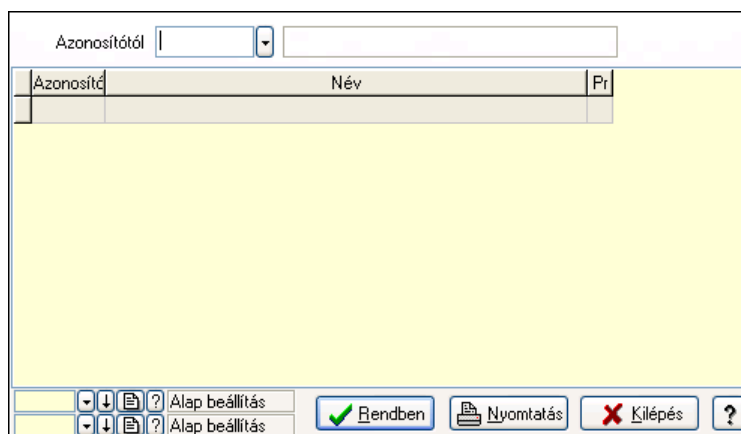 Azonosítótól
Azonosító Név Pr
? Alap beállítás
? Alap beállítás
Rendben Nyomtatás Kilépés ?